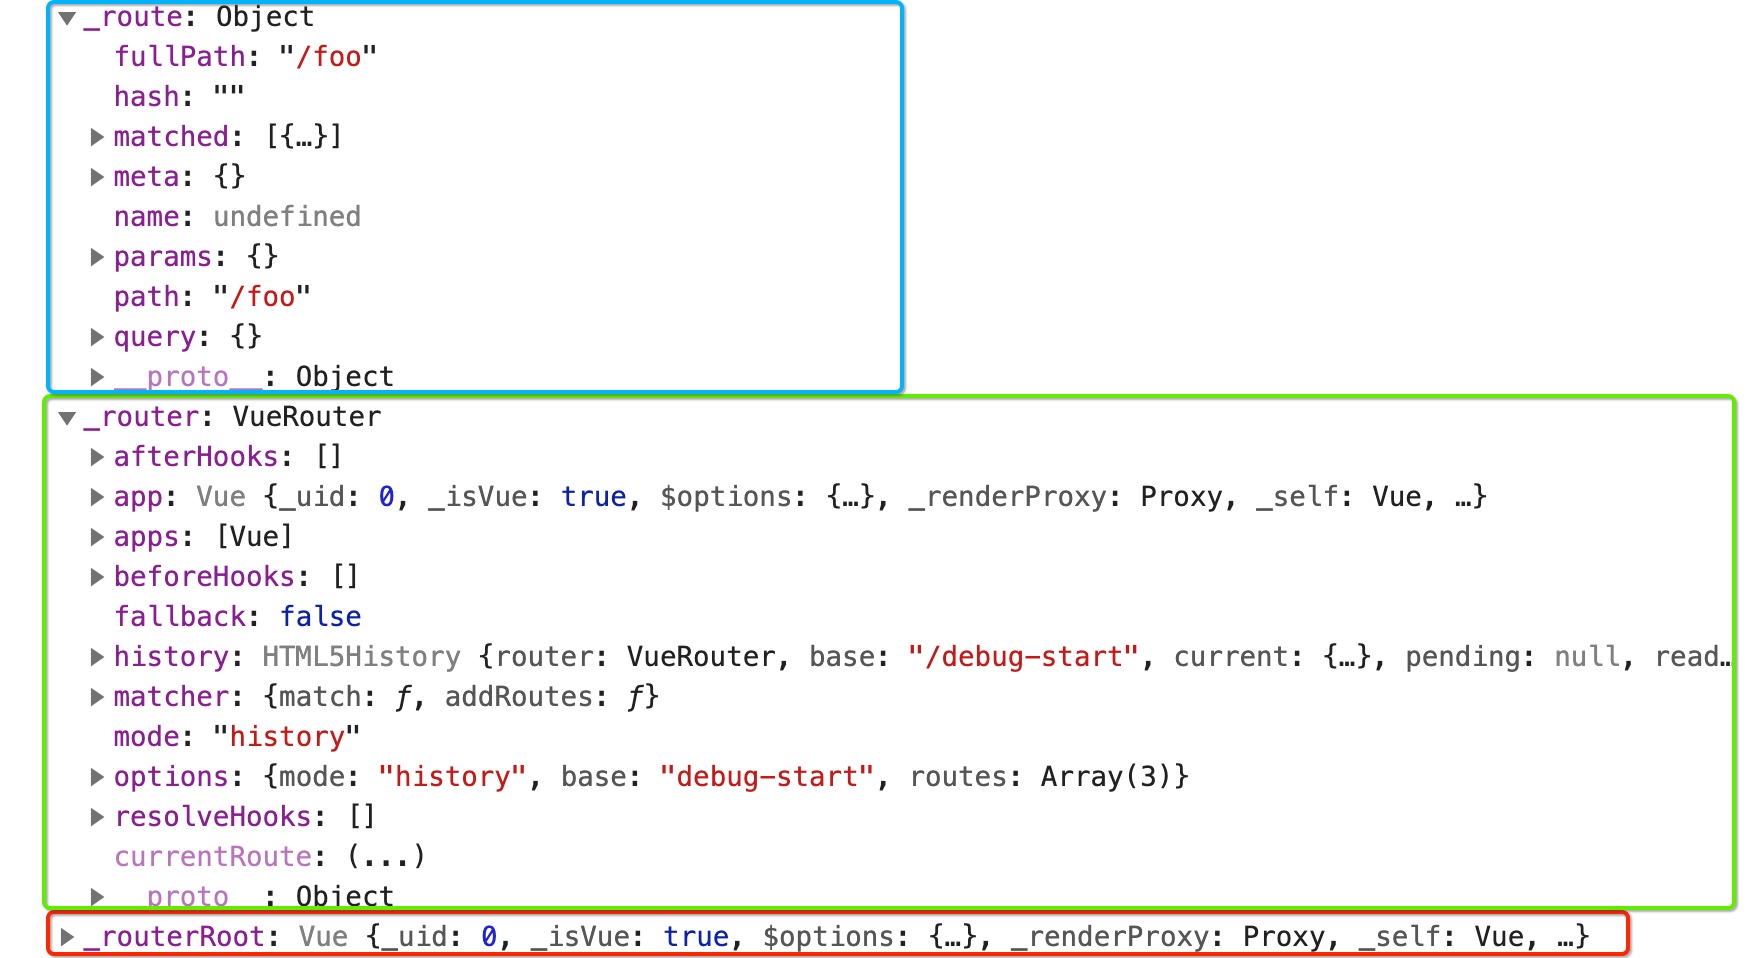 ▼_route: Object
fullPath: "/foo"
hash: ""
▶matched: [{…}]
▶meta: {}
name: undefined
▶params: {}
path: "/foo"
▶query: {}
▶__proto__: Object
▼_router: VueRouter
▶afterHooks: []
▶app: Vue {_uid: 0, _isVue: true, $options: {…}, _renderProxy: Proxy, _self: Vue, …}
▶apps: [Vue]
▶beforeHooks: []
fallback: false
▶history: HTML5History {router: VueRouter, base: "/debug-start", current: {…}, pending: null, read…
▶matcher: {match: ƒ, addRoutes: ƒ}
mode: "history"
▶options: {mode: "history", base: "debug-start", routes: Array(3)}
▶resolveHooks: []
currentRoute: (...)
▶__proto__: Object
▶_routerRoot: Vue {_uid: 0, _isVue: true, $options: {…}, _renderProxy: Proxy, _self: Vue, …}